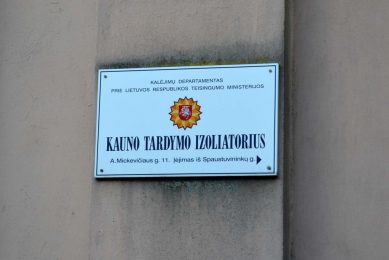 KALĖJIMŲ DEPARTAMENTAS
PRIE LIETUVOS RESPUBLIKOS TEISINGUMO MINISTERIJOS
KAUNO TARDYMO IZOLIATORIUS
A.Mickevičiaus g. 11. Įėjimas iš Spaustuvininkų g.